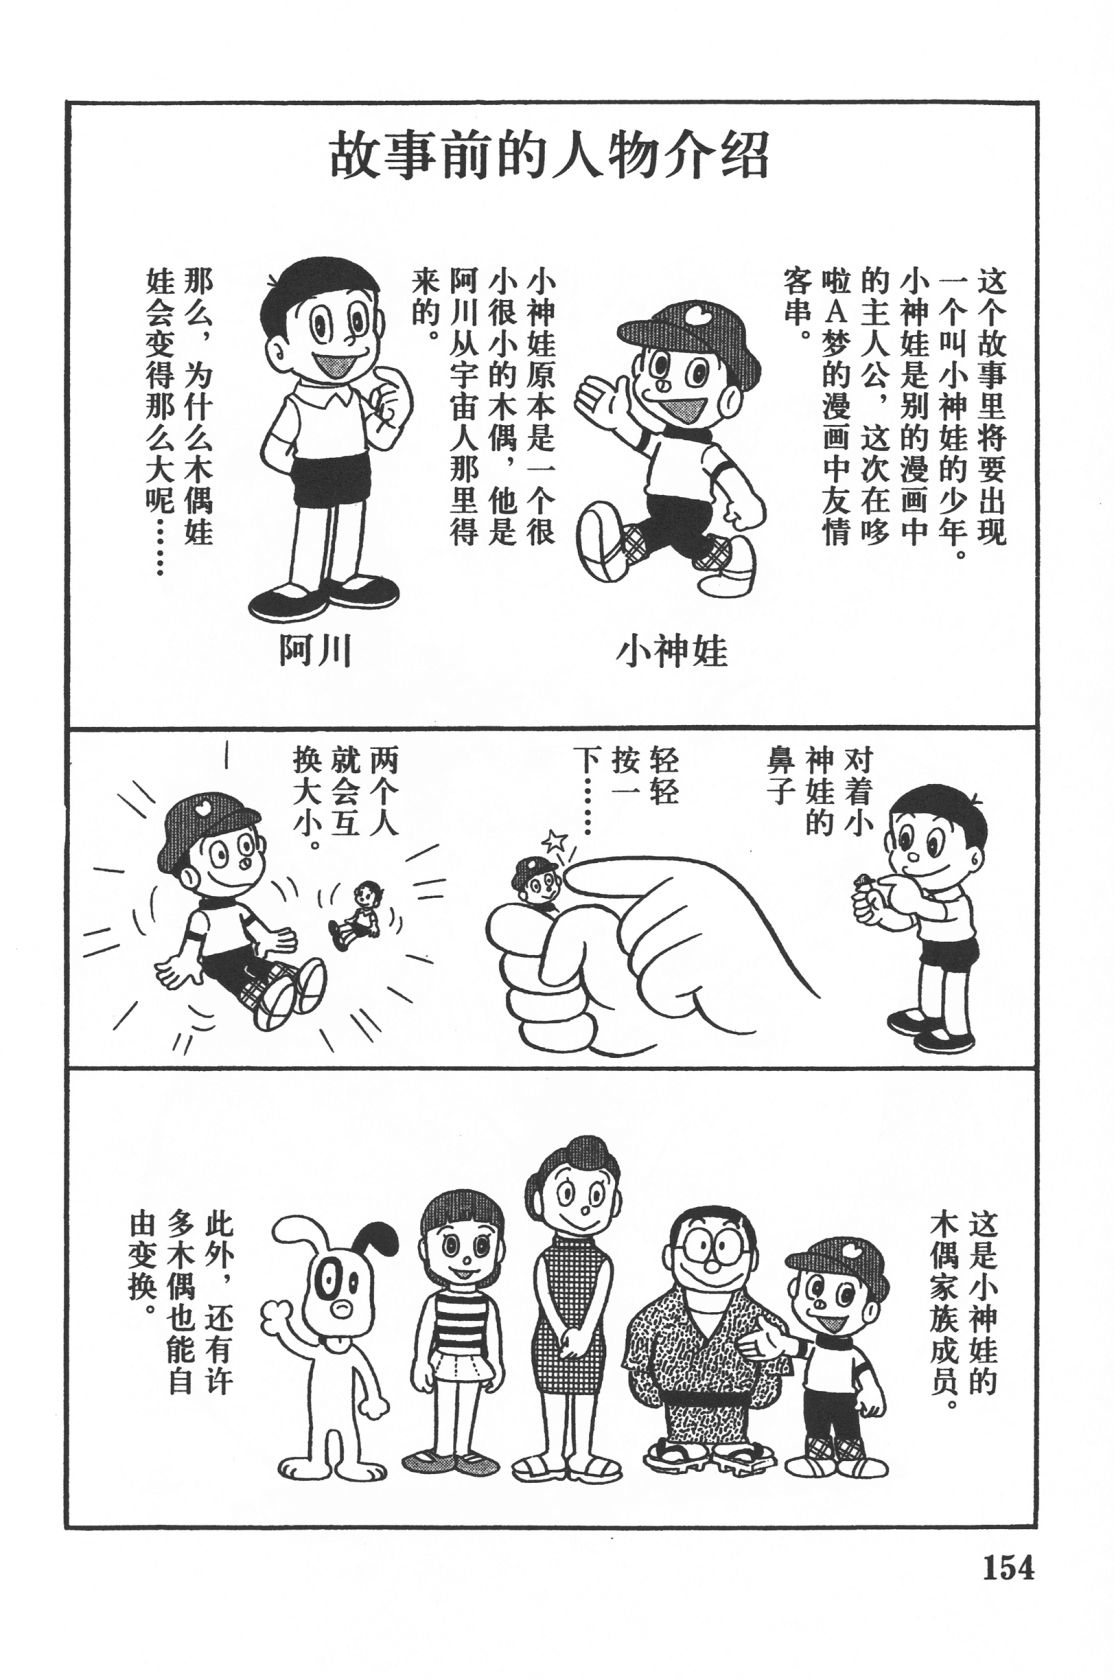 故事前的人物介绍
这个故事里将要出现
一个叫小神娃的少年。
小神娃是别的漫画中
的主人公，这次在哆
啦A梦的漫画中友情
客串。
小神娃
小神娃原本是一个很
小很小的木偶，他是
阿川从宇宙人那里得
来的。
阿川
那么，为什么木偶娃
娃会变得那么大呢……
对着小
神娃的
鼻子
轻轻
按一
下……
两个人
就会互
换大小。
这是小神娃的
木偶家族成员。
此外，还有许
多木偶也能自
由变换。
154